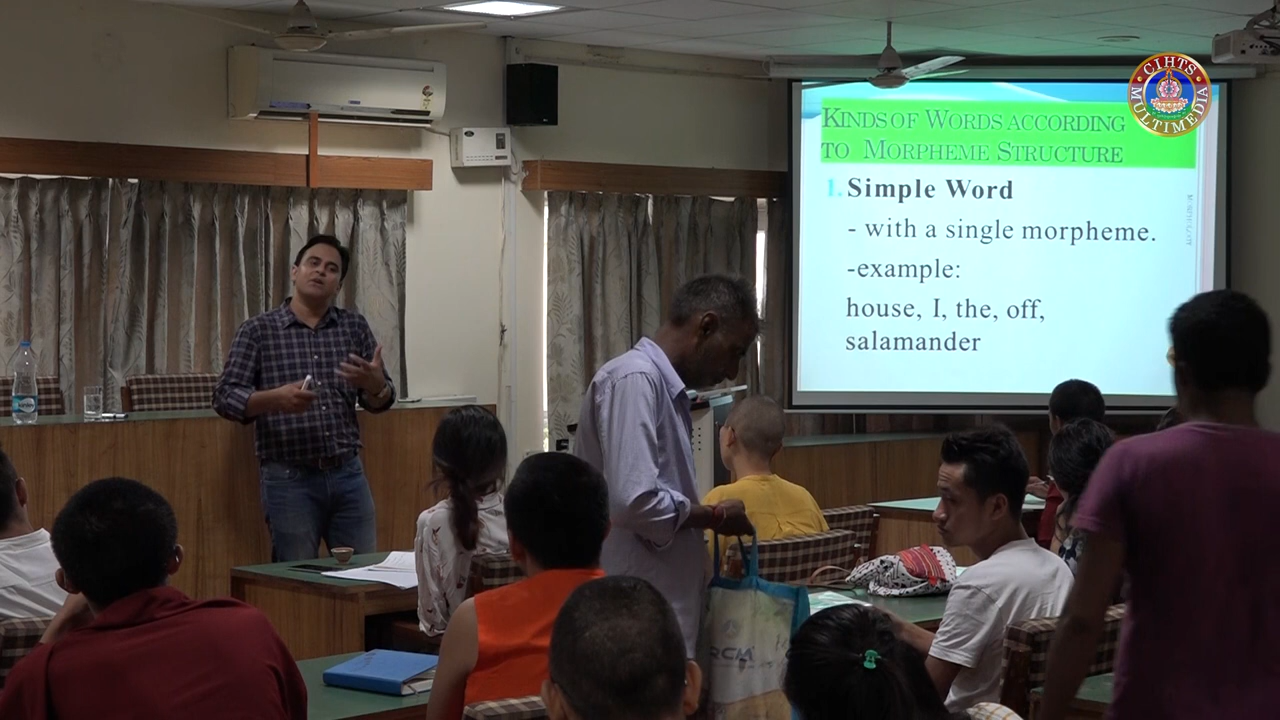 CIHTS
MULTIMEDIA
KINDS OF WORDS ACCORDING
TO MORPHEME STRUCTURE
1. Simple Word
- with a single morpheme.
-example:
house, I, the, off,
salamander
RCM